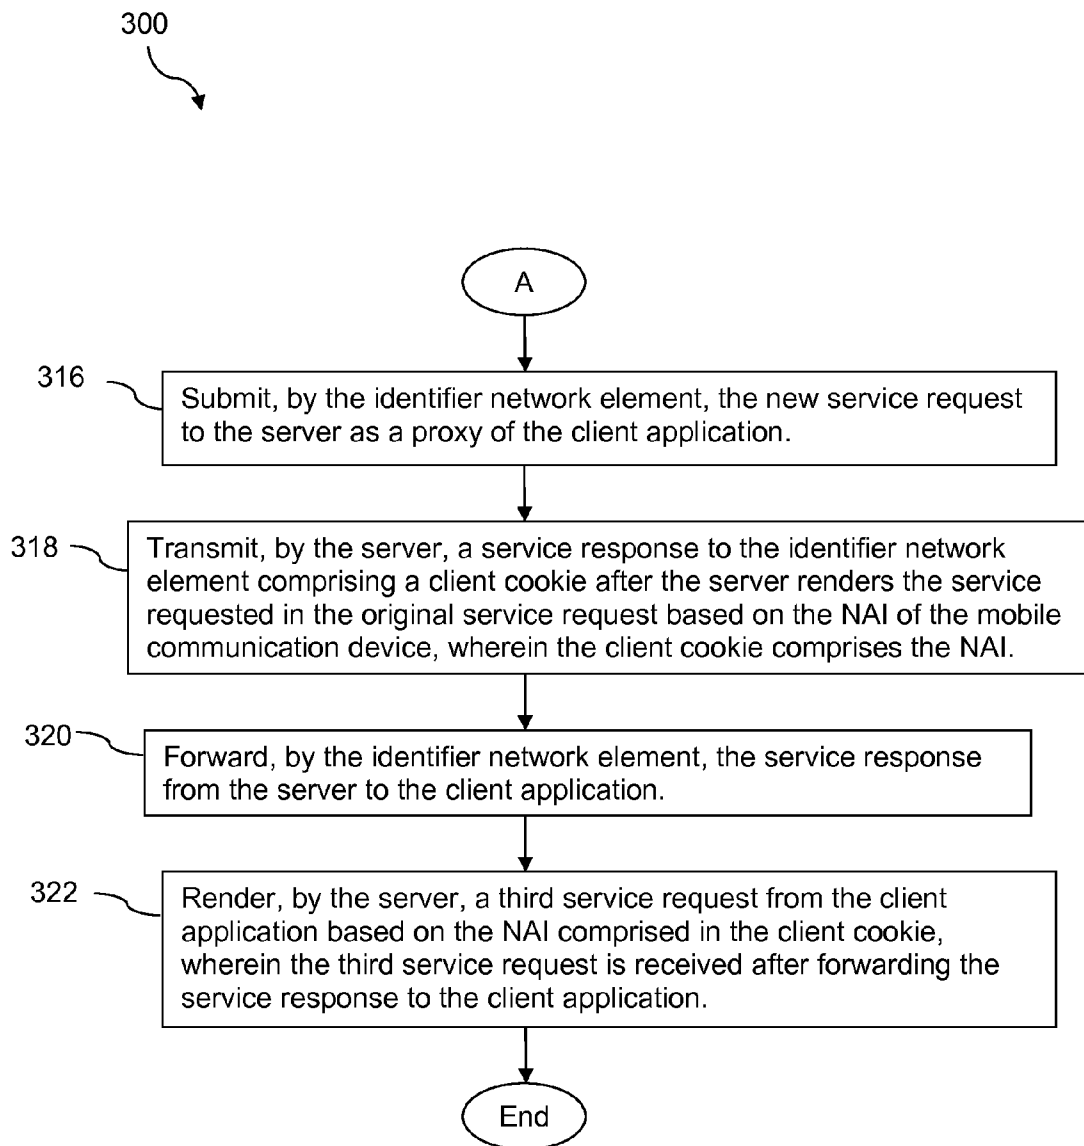 300
A
316
Submit, by the identifier network element, the new service request
to the server as a proxy of the client application.
318
Transmit, by the server, a service response to the identifier network
element comprising a client cookie after the server renders the service
requested in the original service request based on the NAI of the mobile
communication device, wherein the client cookie comprises the NAI.
320
Forward, by the identifier network element, the service response
from the server to the client application.
322
Render, by the server, a third service request from the client
application based on the NAI comprised in the client cookie,
wherein the third service request is received after forwarding the
service response to the client application.
End